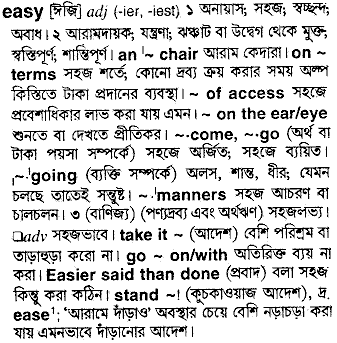 easy [ঈজি] adj (-ier, -iest) ১ অনায়াস; সহজ; স্বচ্ছন্দ;
অবাধ। ২ আরামদায়ক; যন্ত্রণা; ঝঞ্ঝাট বা উদ্বেগ থেকে মুক্ত;
স্বস্তিপূর্ণ; শান্তিপূর্ণ। an ˈ~ chair আরাম কেদারা। on ~
terms সহজ শর্তে, কোনো দ্রব্য ক্রয় করার সময় অল্প
কিস্তিতে টাকা প্রদানের ব্যবস্থা। ~ of access সহজে
প্রবেশাধিকার লাভ করা যায় এমন। ~ on the ear/eye
শুনতে বা দেখতে প্রীতিকর। ~·come, ~·go (অর্থ বা
টাকা পয়সা সম্পর্কে) সহজে অর্জিত; সহজে ব্যয়িত।
ˌ~·ˈgoing (ব্যক্তি সম্পর্কে) অলস, শান্ত, ধীর; যেমন
চলছে তাতেই সন্তুষ্ট। ~·ˈmanners সহজ আচরণ বা
চালচলন। ৩ (বাণিজ্য) (পণ্যদ্রব্য এবং অর্থঋণ) সহজলভ্য।
□adv সহজভাবে। take it ~ (আদেশ) বেশি পরিশ্রম বা
তাড়াহুড়া করো না। go ~ on/with অতিরিক্ত ব্যয় না
করা। Easier said than done (প্রবাদ) বলা সহজ
কিন্তু করা কঠিন। stand ~! (কুচকাওয়াজ আদেশ), দ্র.
ease¹; 'আরামে দাঁড়াও' অবস্থার চেয়ে বেশি নড়াচড়া করা
যায় এমনভাবে দাঁড়ানোর আদেশ।